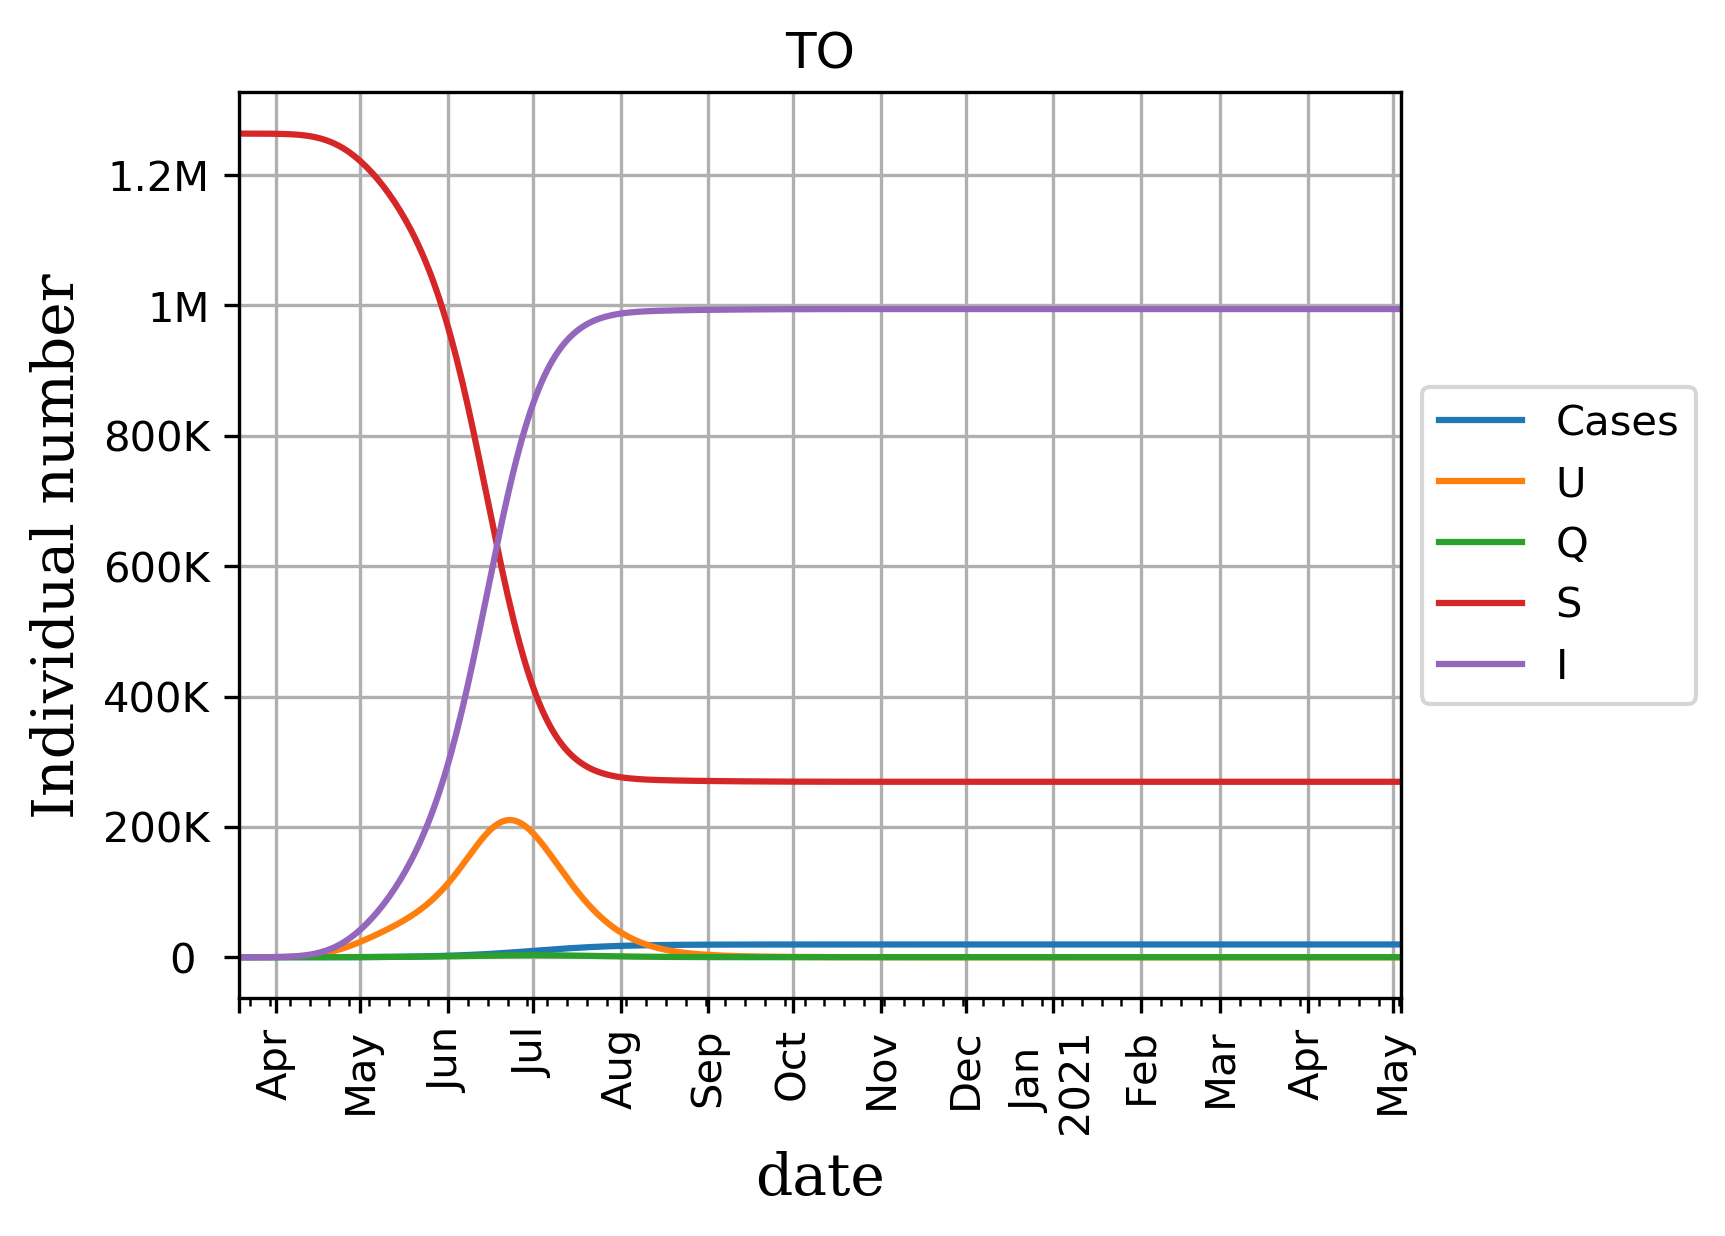 TO
Individual number
1.2M
1M
800K
600K
400K
200K
0
Apr
May
Jun
Jul
Aug
Sep
Oct
Nov
Dec
Jan
2021
Feb
Mar
Apr
May
date
Cases
U
Q
S
I